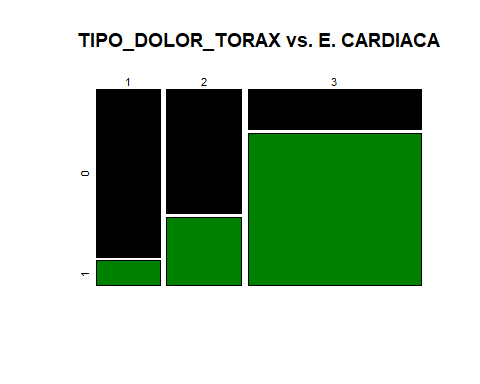 TIPO_DOLOR_TORAX vs. E. CARDIACA
1 2 3
0
1